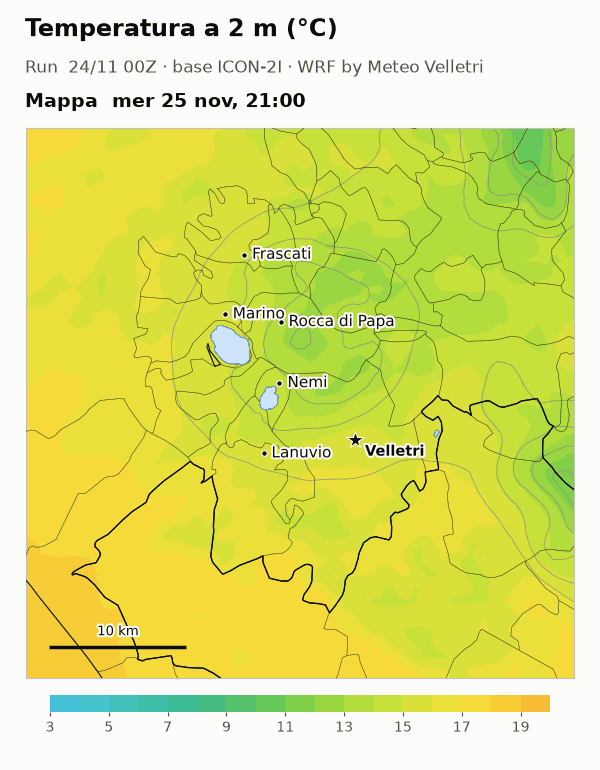 Temperatura a 2 m (°C)
Run 24/11 00Z · base ICON-2I · WRF by Meteo Velletri
Mappa mer 25 nov, 21:00
Frascati
Marino
Rocca di Papa
Nemi
Velletri
Lanuvio
10 km
3 5 7 9 11 13 15 17 19